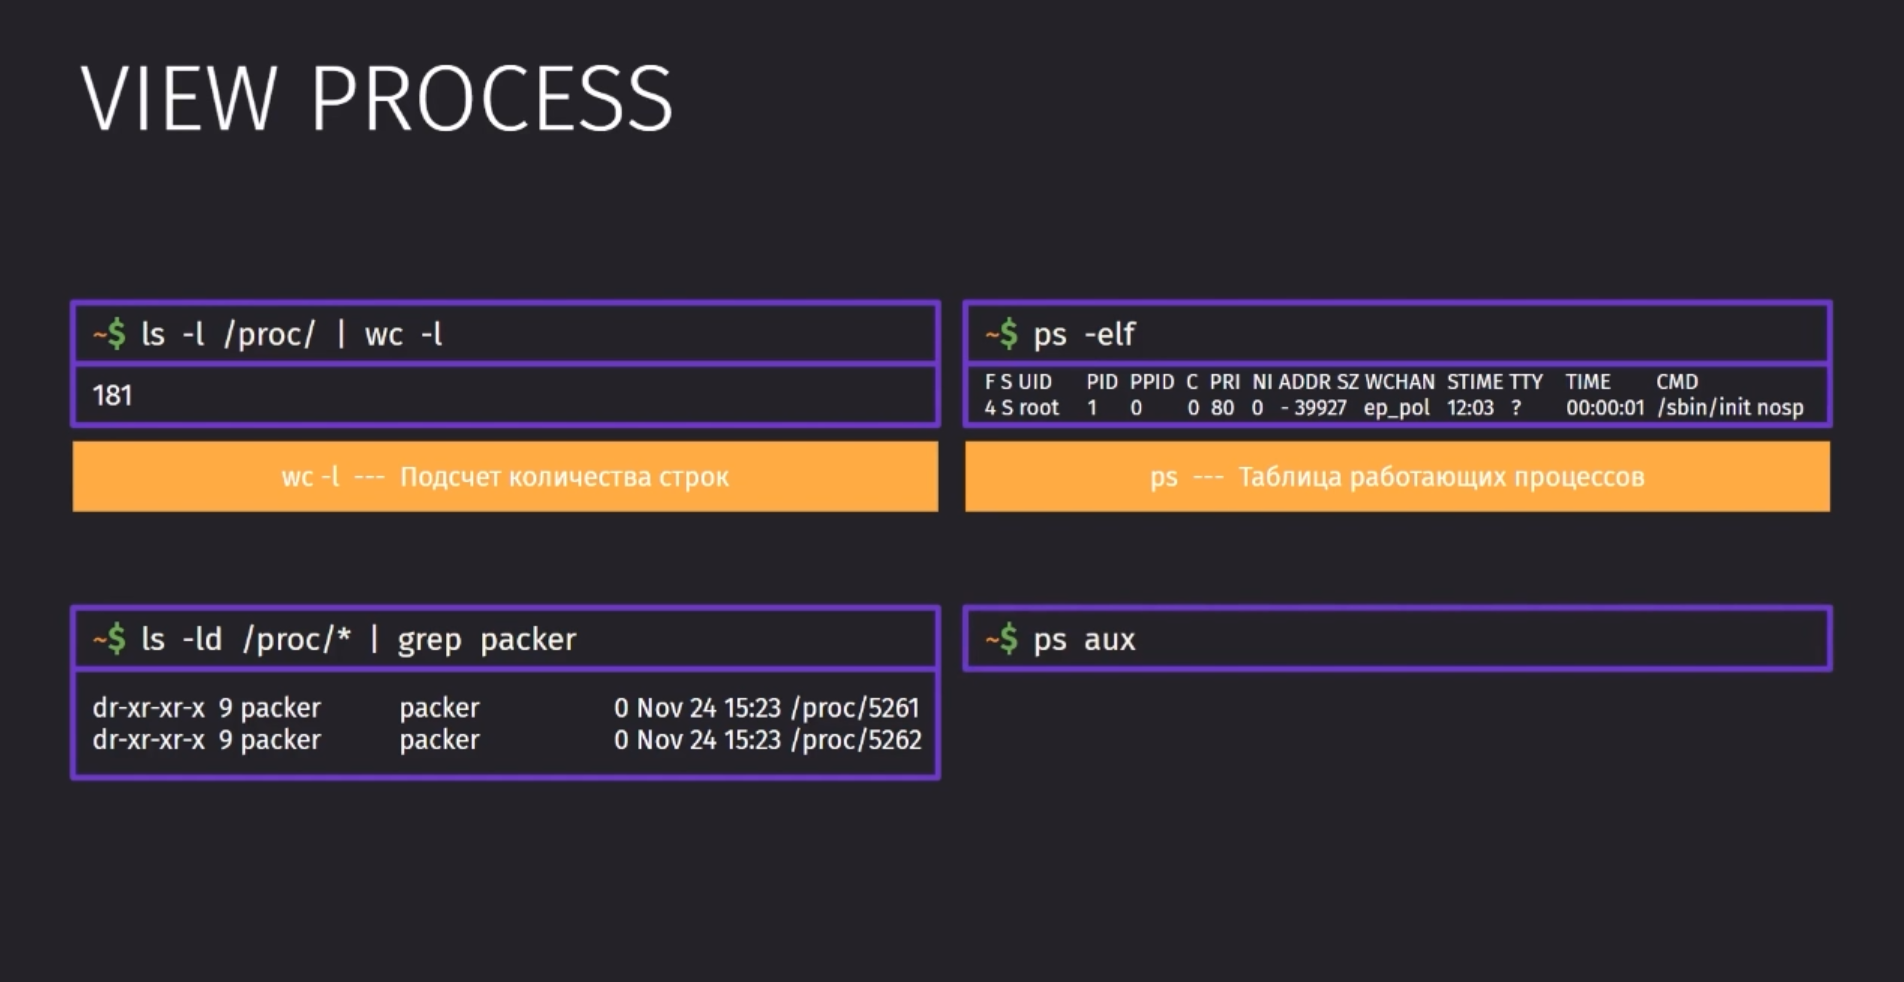 VIEW PROCESS
~$ ls -l /proc/ | wc -l
181
wc -l --- Подсчет количества строк
~$ ps -elf
F S UID PID PPID C PRI NI ADDR SZ WCHAN STIME TTY TIME CMD
4 S root 1 0 0 80 0 - 39927 ep_pol 12:03 ? 00:00:01 /sbin/init nosp
ps --- Таблица работающих процессов
~$ ls -ld /proc/* | grep packer
dr-xr-xr-x 9 packer packer 0 Nov 24 15:23 /proc/5261
dr-xr-xr-x 9 packer packer 0 Nov 24 15:23 /proc/5262
~$ ps aux